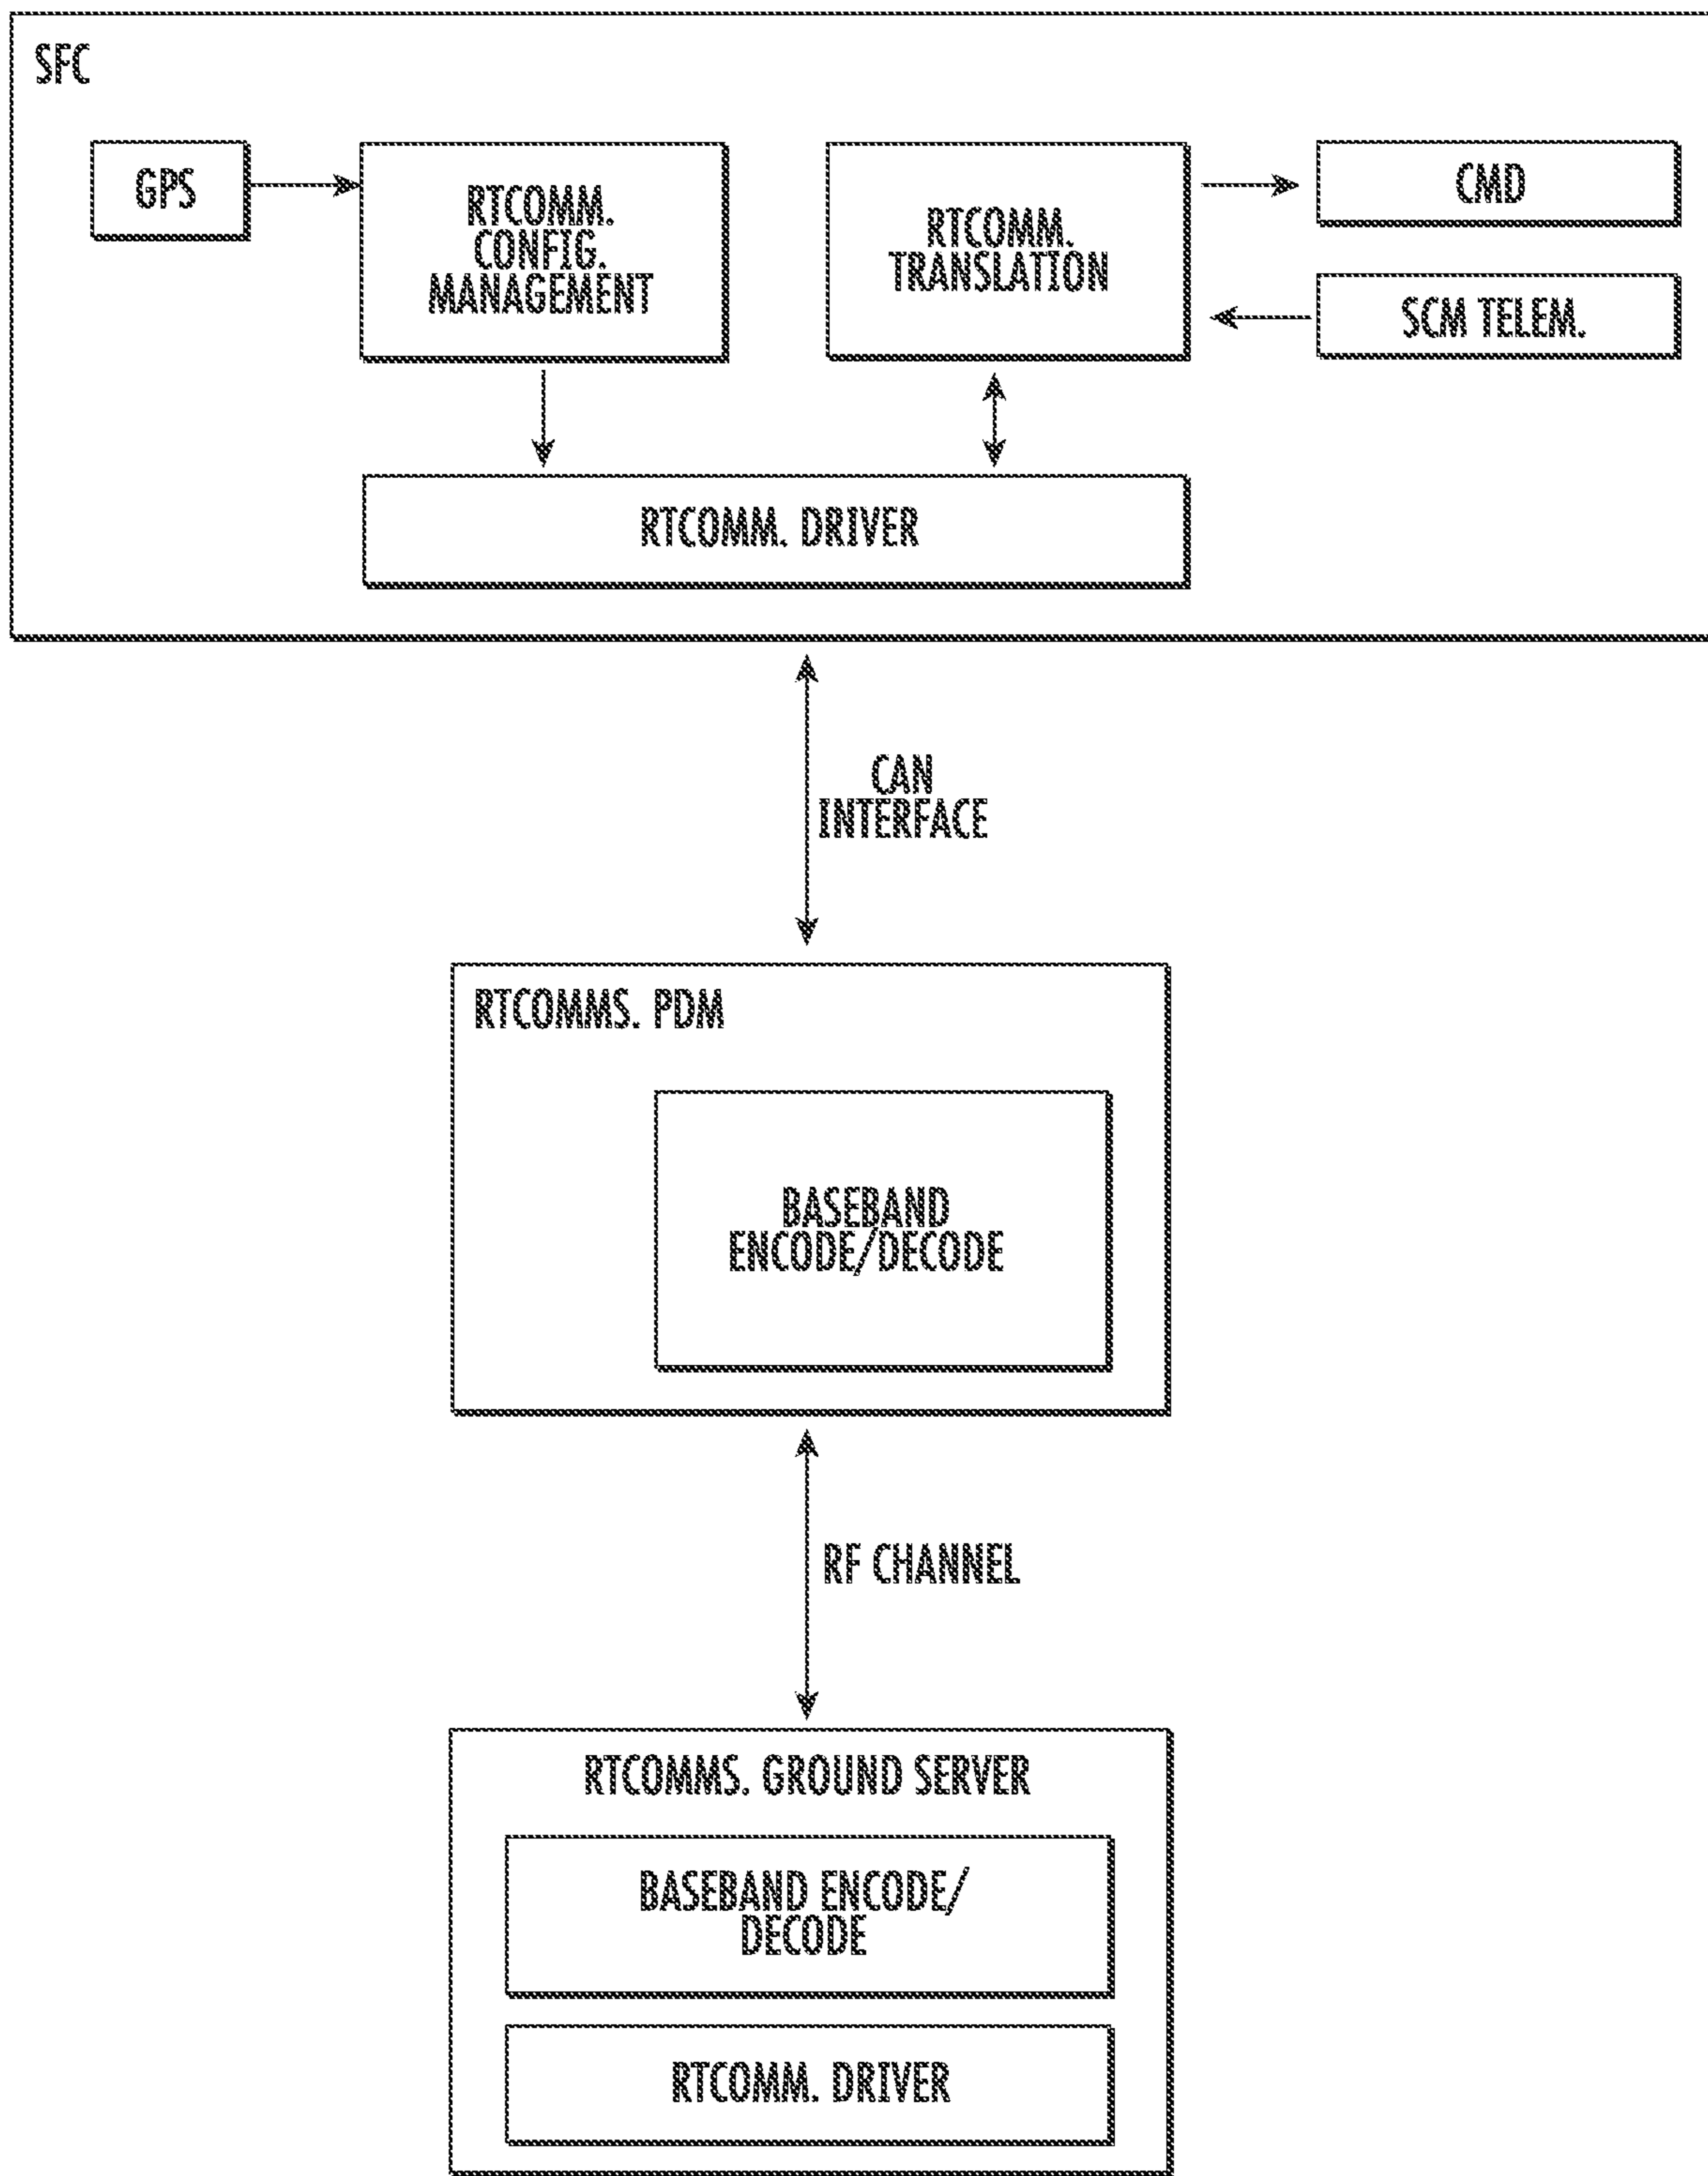 SFC
GPS
RTCOMM.
CONFIG.
MANAGEMENT
RTCOMM.
TRANSLATION
CMD
SCM TELEM.
RTCOMM. DRIVER
CAN
INTERFACE
RTCOMMS. PDM
BASEBAND
ENCODE/DECODE
RF CHANNEL
RTCOMMS. GROUND SERVER
BASEBAND ENCODE/
DECODE
RTCOMM. DRIVER